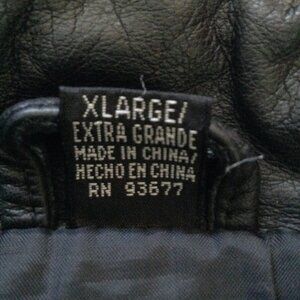 XLARGE/
EXTRA GRANDE
MADE IN CHINA/
HECHO EN CHINA
RN 93677